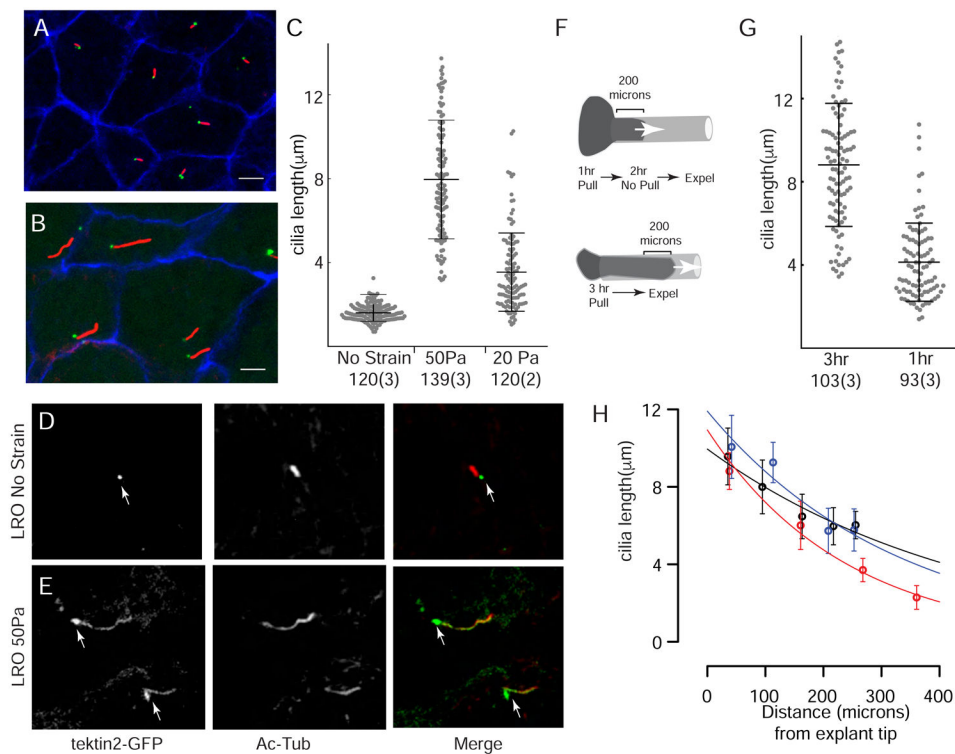 A
B
C
cilia length(μm)
12
8
4
No Strain
50Pa
20 Pa
120(3)
139(3)
120(2)
D
LRO No Strain
E
LRO 50Pa
tektin2-GFP
Ac-Tub
Merge
F
200
microns
1hr
Pull
2hr
No Pull
Expel
200
microns
3 hr
Pull
Expel
G
cilia length(μm)
12
8
4
3hr
1hr
103(3)
93(3)
H
cilia length(μm)
12
8
4
0
0
100
200
300
400
Distance (microns)
from explant tip